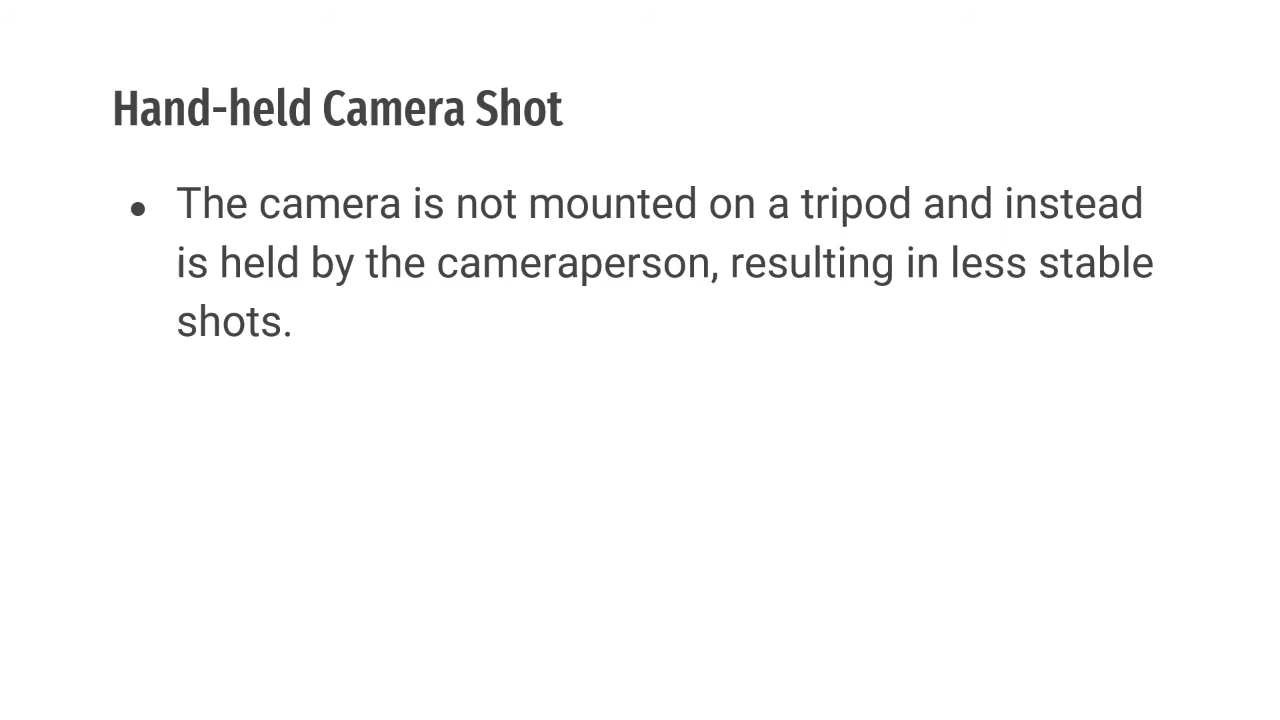 Hand-held Camera Shot
● The camera is not mounted on a tripod and instead
is held by the cameraperson, resulting in less stable
shots.